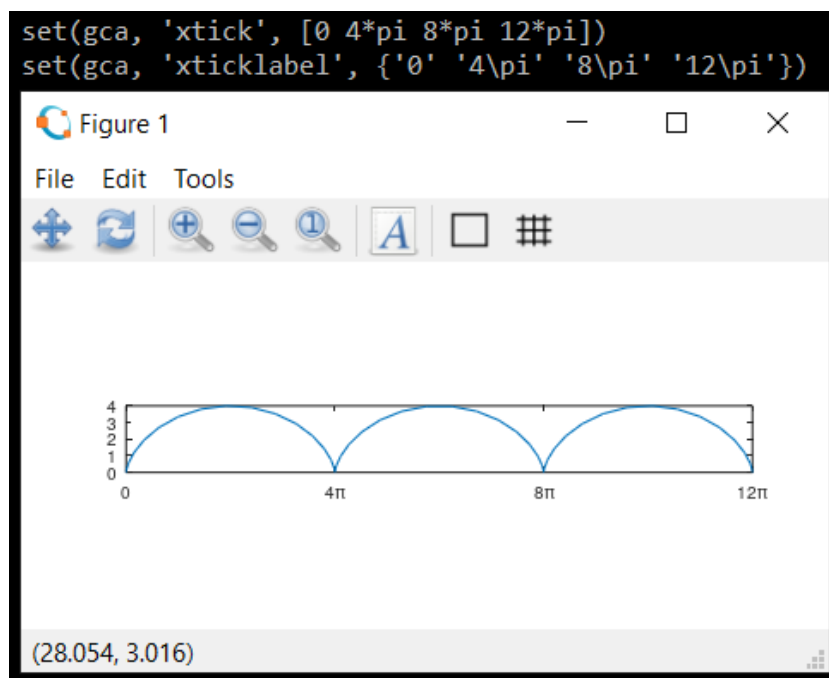 set(gca, 'xtick', [0 4*pi 8*pi 12*pi])
set(gca, 'xticklabel', {'0' '4\pi' '8\pi' '12\pi'})
Figure 1
File Edit Tools
1
A
4
3
2
1
0
0 4π 8π 12π
(28.054, 3.016)